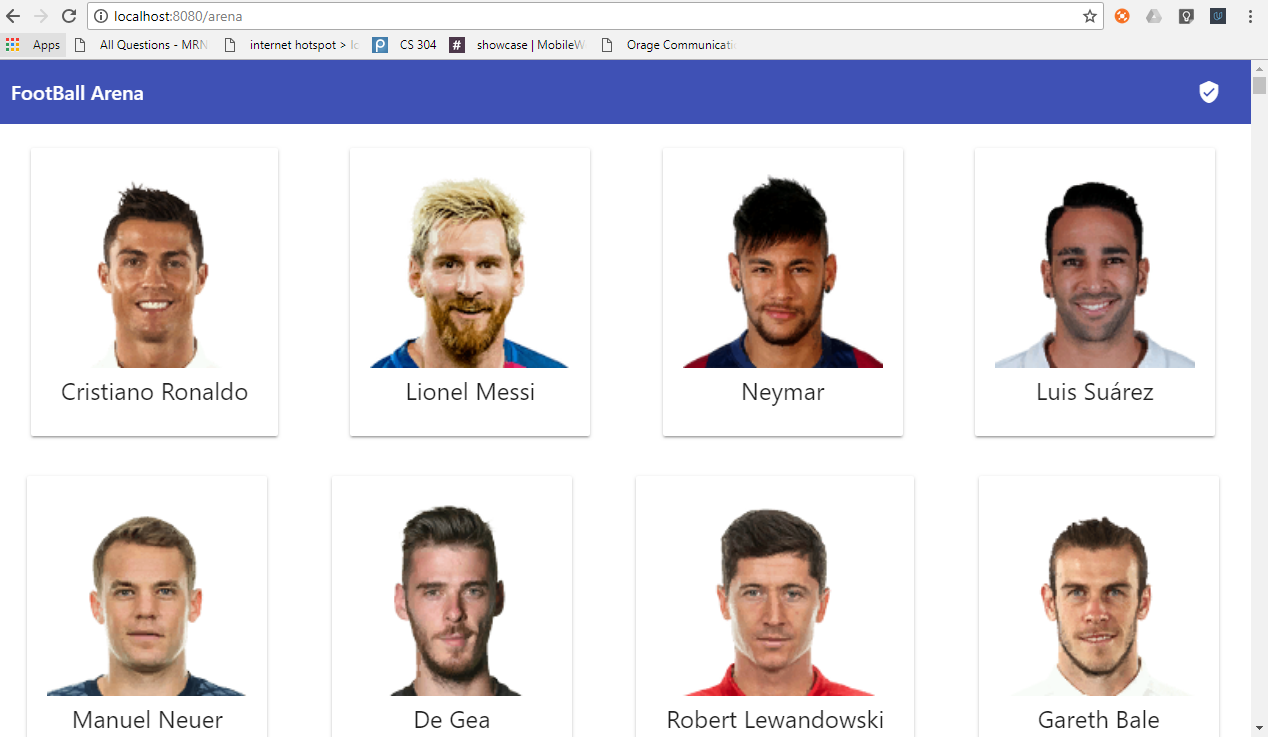 localhost:8080/arena
Apps All Questions - MRN internet hotspot > Ic CS 304 # showcase | MobileW Orage Communicati
FootBall Arena
Cristiano Ronaldo Lionel Messi Neymar Luis Suárez
Manuel Neuer De Gea Robert Lewandowski Gareth Bale